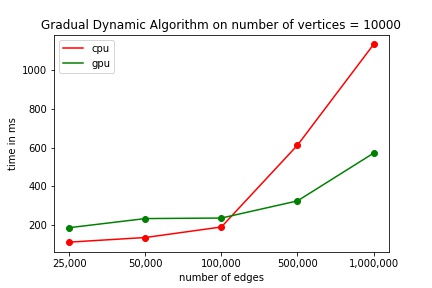 Gradual Dynamic Algorithm on number of vertices = 10000
cpu
gpu
time in ms
1000
800
600
400
200
25,000 50,000 100,000 500,000 1,000,000
number of edges